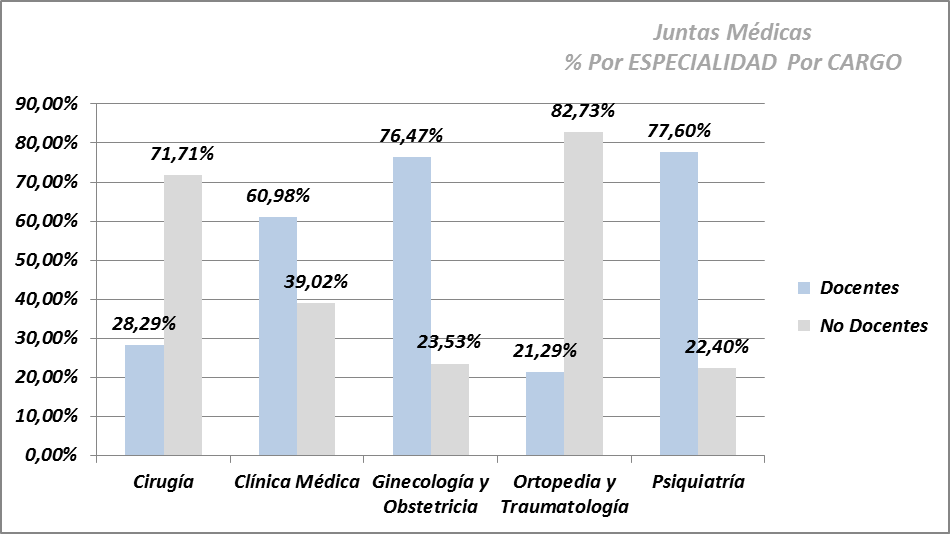 Juntas Médicas
% Por ESPECIALIDAD Por CARGO
90,00%
80,00%
70,00%
60,00%
50,00%
40,00%
30,00%
20,00%
10,00%
0,00%
28,29%
71,71%
60,98%
39,02%
76,47%
23,53%
21,29%
82,73%
77,60%
22,40%
Cirugía
Clínica Médica
Ginecología y
Obstetricia
Ortopedia y
Traumatología
Psiquiatría
Docentes
No Docentes